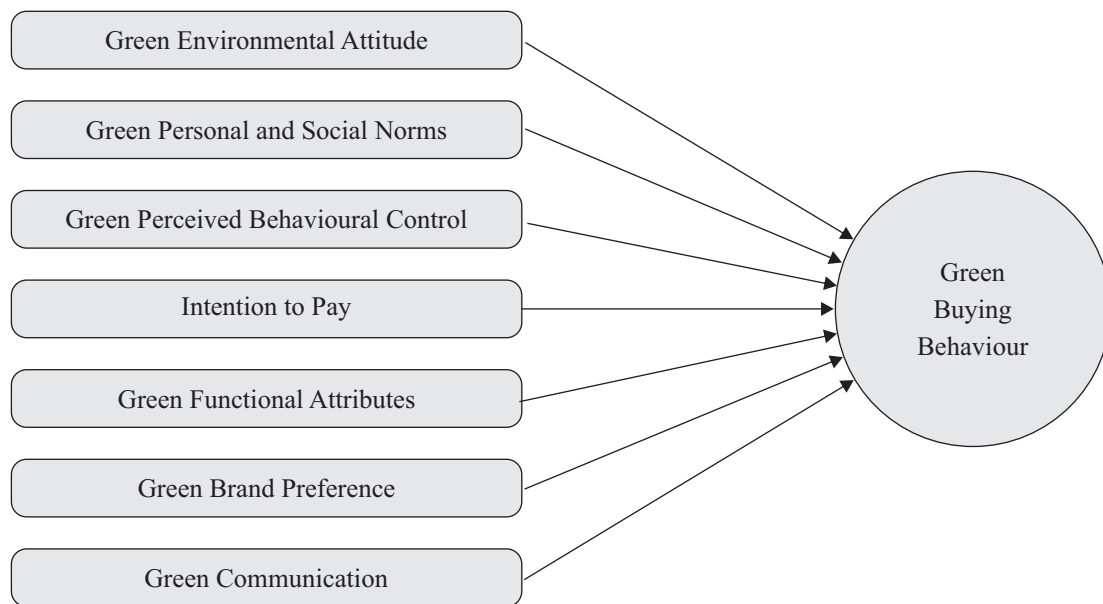 Green Environmental Attitude
Green Personal and Social Norms
Green Perceived Behavioural Control
Intention to Pay
Green Functional Attributes
Green Brand Preference
Green Communication
Green
Buying
Behaviour